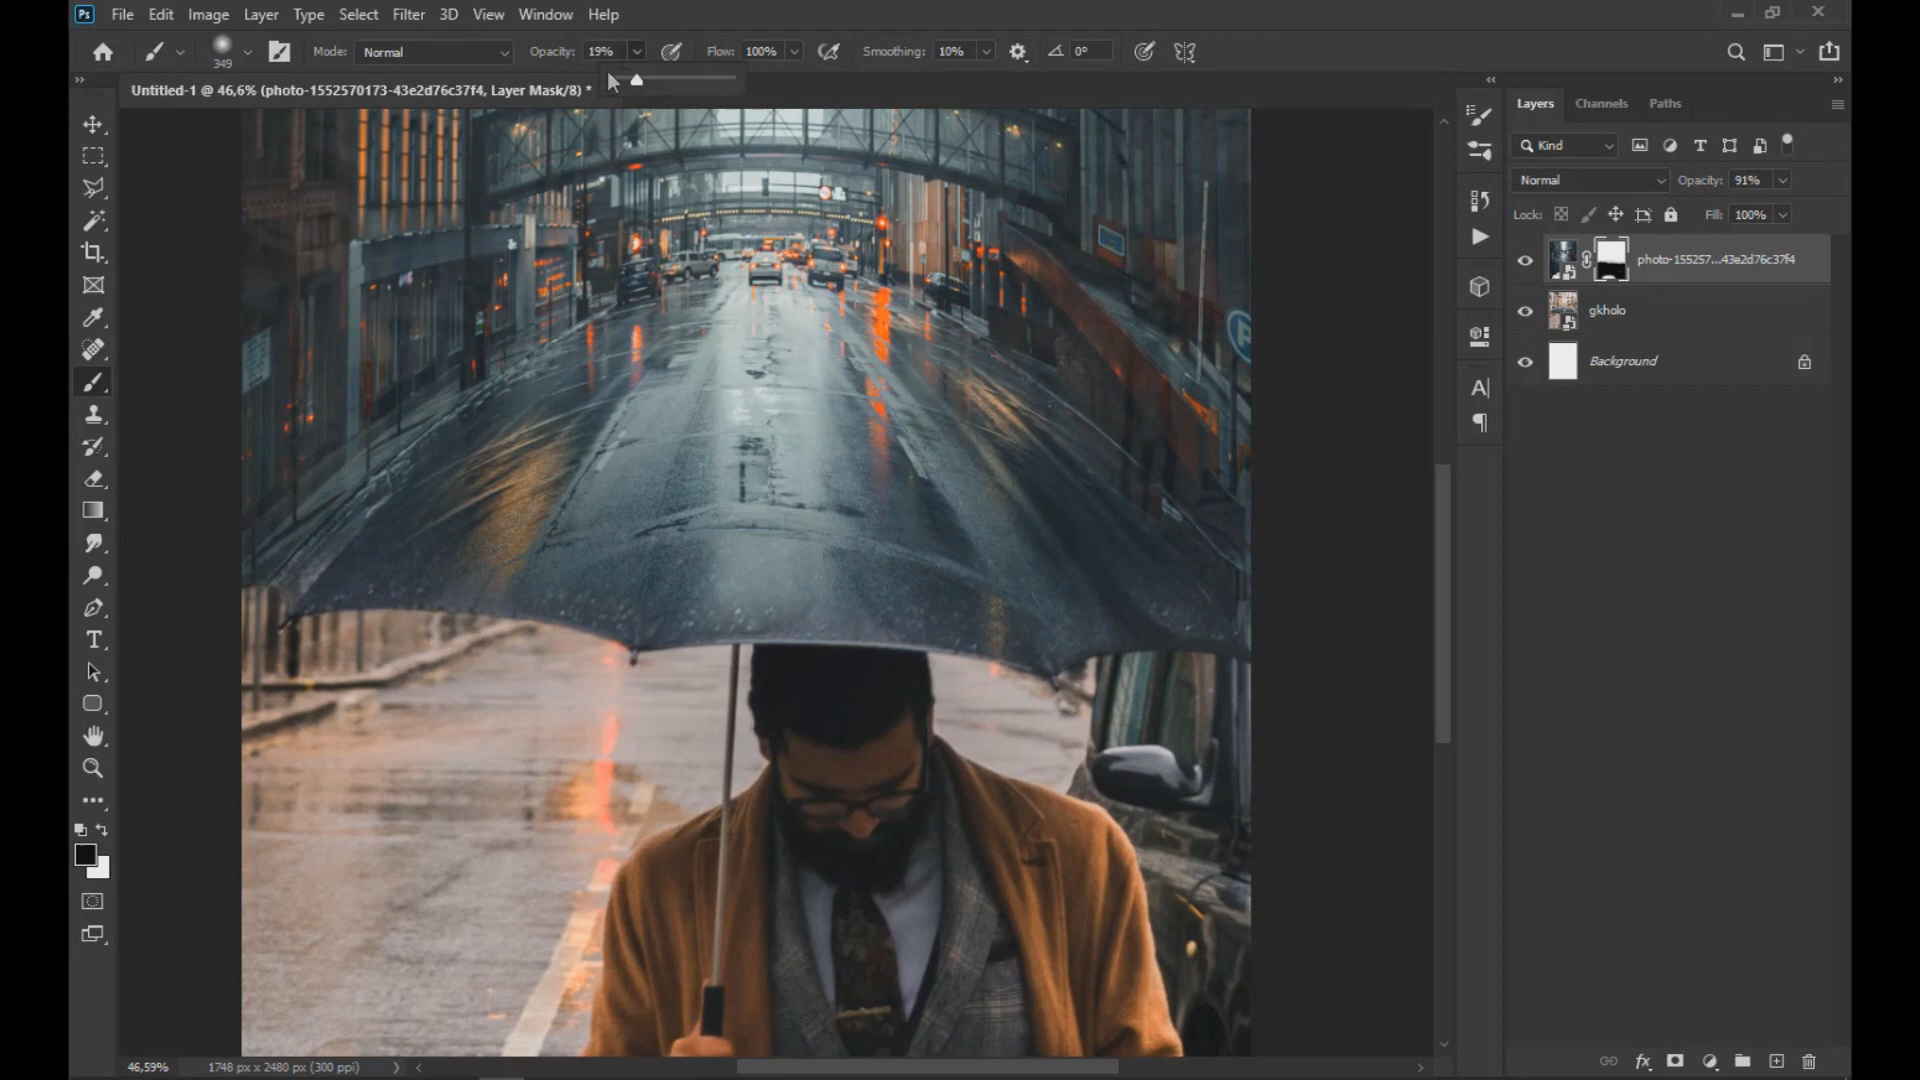 Ps File Edit Image Layer Type Select Filter 3D View Window Help
349 Mode: Normal Opacity: 19% Flow: 100% Smoothing: 10% 0°
Untitled-1 @ 46,6% (photo-1552570173-43e2d76c37f4, Layer Mask/8) *
Layers Channels Paths
Kind
Normal Opacity: 91%
Lock: Fill: 100%
photo-155257...43e2d76c37f4
gkholo
Background
46,59% 1748 px x 2480 px (300 ppi)